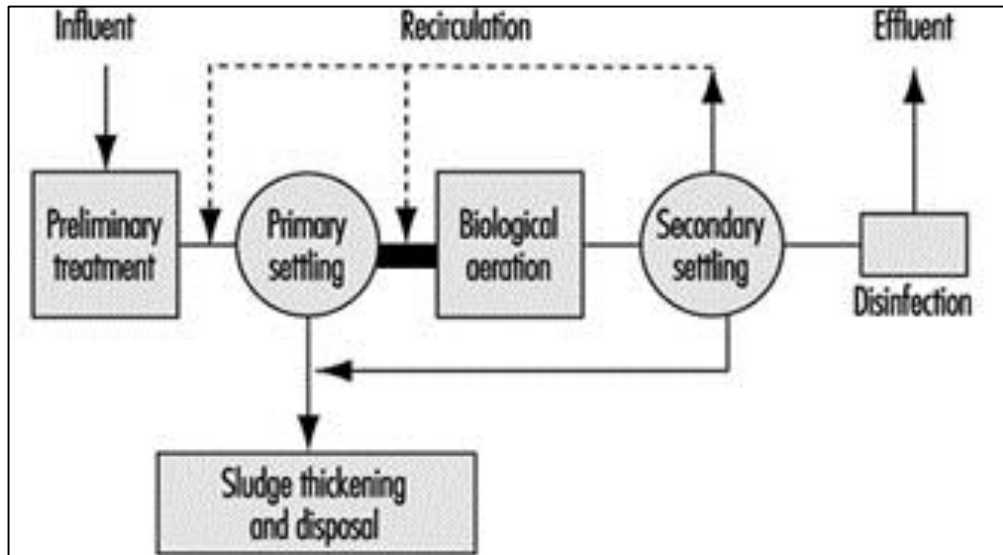 Influent
Recirculation
Effluent
Preliminary
treatment
Primary
settling
Biological
aeration
Secondary
settling
Disinfection
Sludge thickening
and disposal